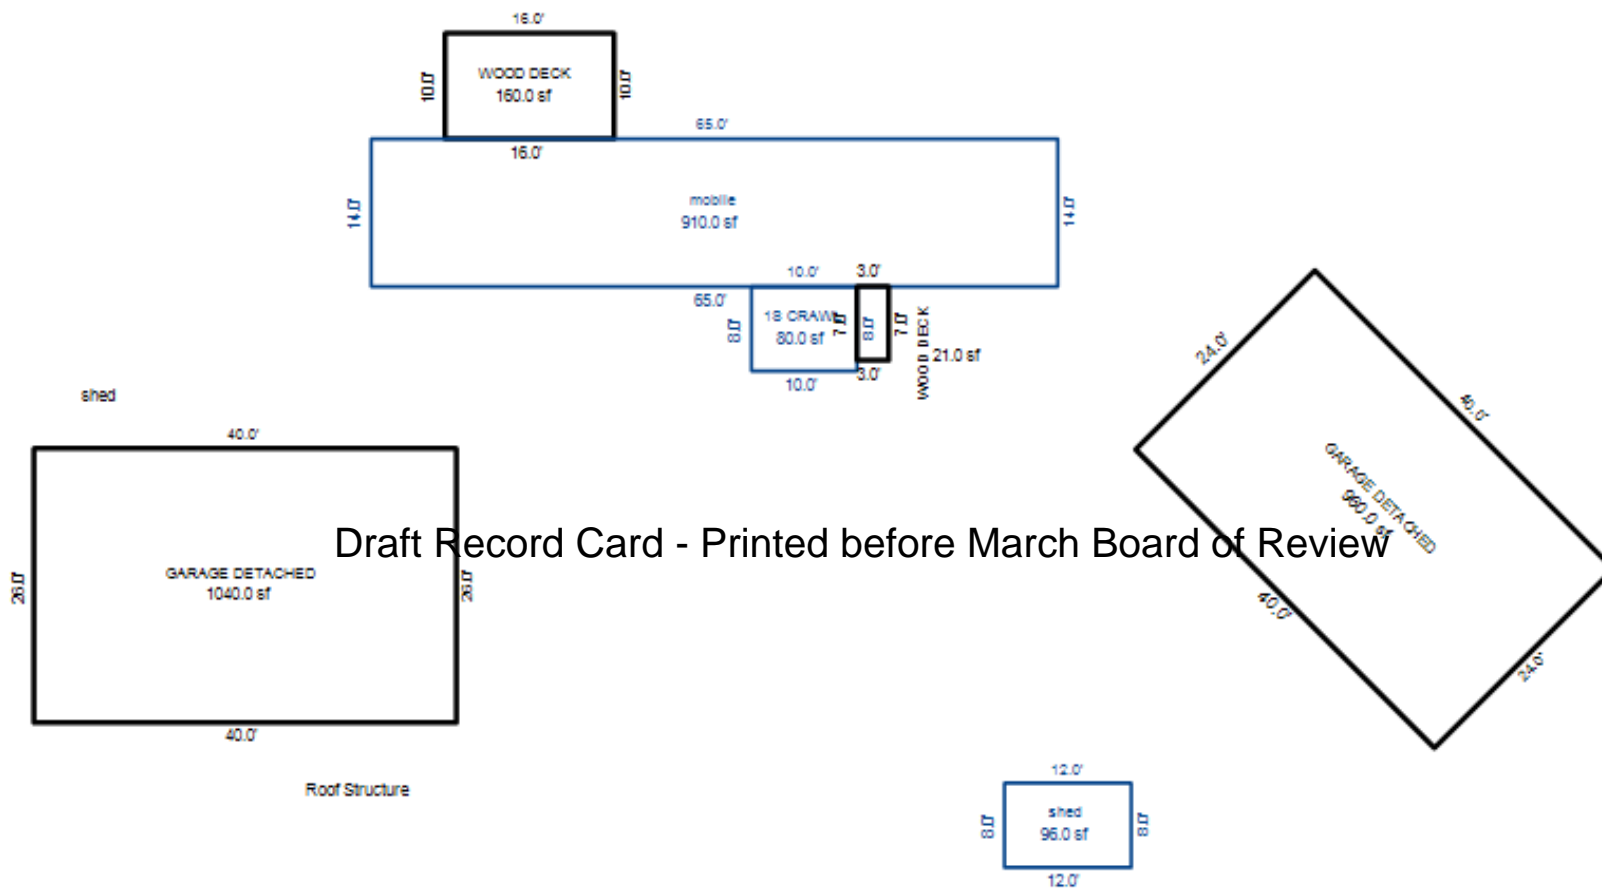 16.0'
10.0'
WOOD DECK
160.0 sf
10.0'
16.0'
65.0'
14.0'
mobile
910.0 sf
14.0'
65.0'
10.0'
3.0'
8.0'
1S CRAWL
80.0 sf
7.0'
8.0'
7.0'
WOOD DECK
21.0 sf
10.0'
3.0'
shed
40.0'
26.0'
GARAGE DETACHED
1040.0 sf
26.0'
40.0'
24.0'
40.0'
GARAGE DETACHED
960.0 sf
40.0'
24.0'
Draft Record Card - Printed before March Board of Review
Roof Structure
12.0'
8.0'
shed
96.0 sf
8.0'
12.0'